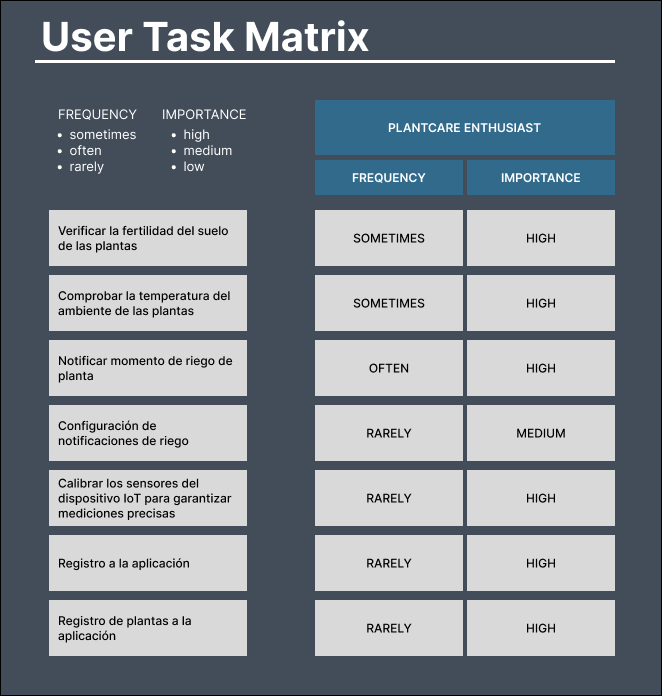 User Task Matrix
FREQUENCY
• sometimes
• often
• rarely
IMPORTANCE
• high
• medium
• low
PLANTCARE ENTHUSIAST
FREQUENCY IMPORTANCE
Verificar la fertilidad del suelo
de las plantas
SOMETIMES HIGH
Comprobar la temperatura del
ambiente de las plantas
SOMETIMES HIGH
Notificar momento de riego de
planta
OFTEN HIGH
Configuración de
notificaciones de riego
RARELY MEDIUM
Calibrar los sensores del
dispositivo IoT para garantizar
mediciones precisas
RARELY HIGH
Registro a la aplicación
RARELY HIGH
Registro de plantas a la
aplicación
RARELY HIGH